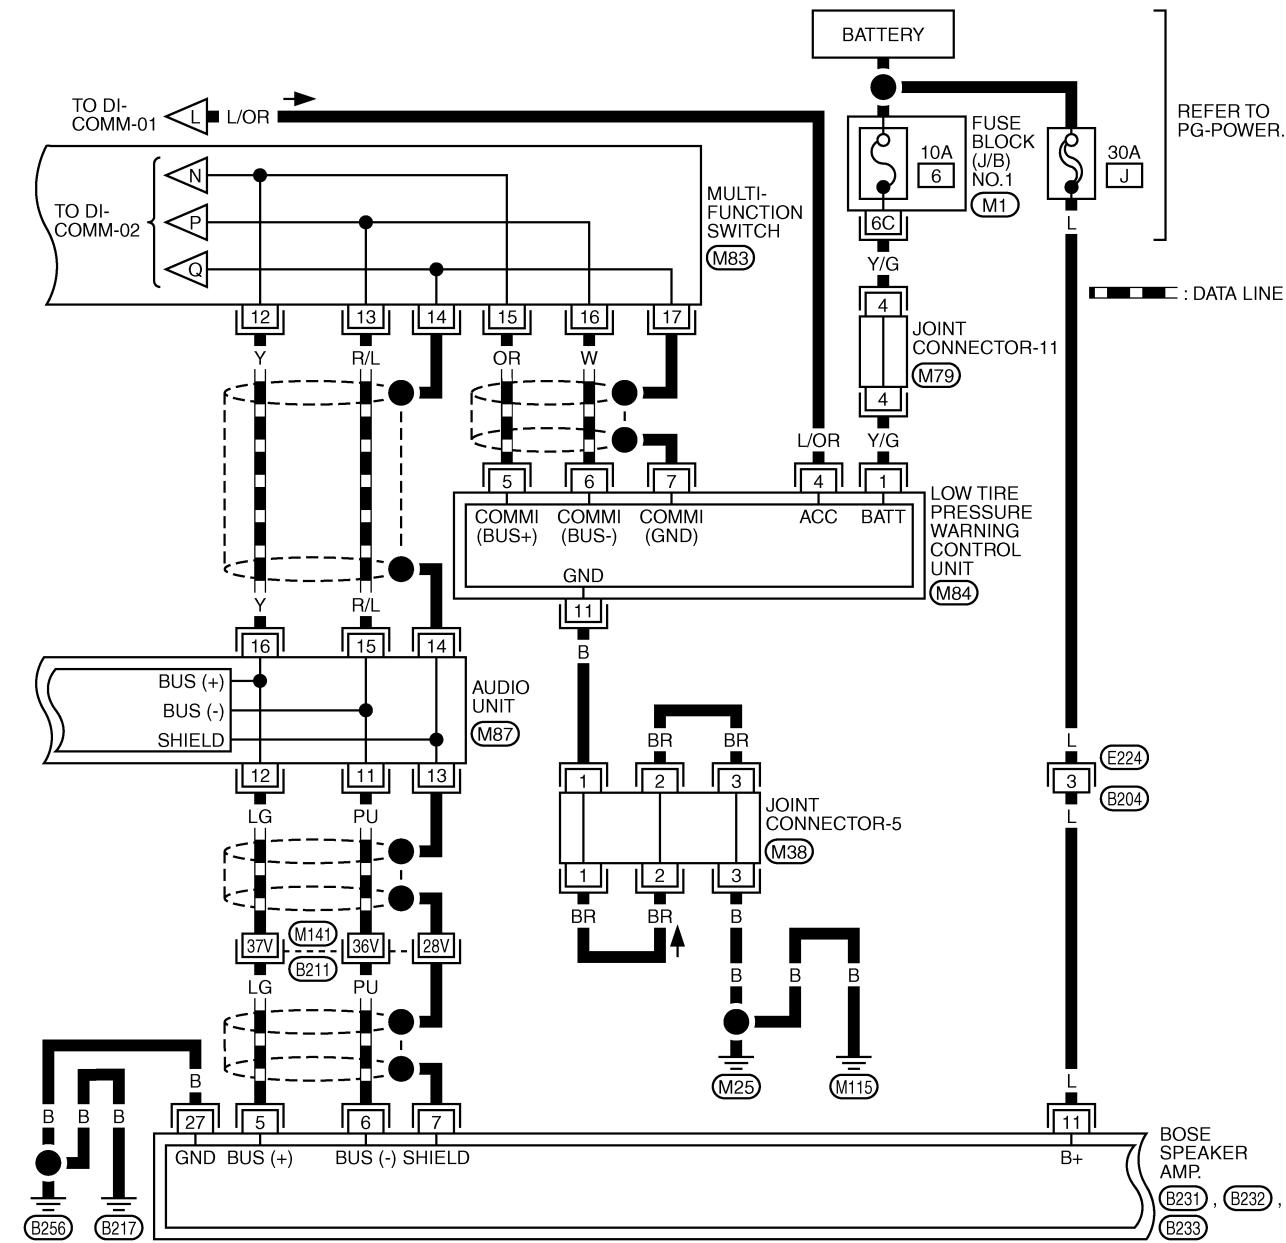 BATTERY
REFER TO
PG-POWER.
TO DI-
COMM-01
L
L/OR
FUSE
BLOCK
(J/B)
NO.1
M1
10A
6
30A
J
6C
L
Y/G
TO DI-
COMM-02
N
P
Q
MULTI-
FUNCTION
SWITCH
M83
: DATA LINE
12 13 14 15 16 17
Y R/L OR W
4
JOINT
CONNECTOR-11
M79
4
L/OR Y/G
5 6 7 4 1
COMMI
(BUS+)
COMMI
(BUS-)
COMMI
(GND)
ACC
BATT
GND
LOW TIRE
PRESSURE
WARNING
CONTROL
UNIT
M84
11
B
Y R/L
16 15 14
BUS (+)
BUS (-)
SHIELD
AUDIO
UNIT
M87
12 11 13
LG PU
BR BR
1 2 3
JOINT
CONNECTOR-5
M38
1 2 3
BR BR B
L
E224
3
B204
L
37V M141 36V 28V
B211
LG PU
B B B
M25 M115
B
B B B
L
27 5 6 7 11
GND BUS (+) BUS (-) SHIELD B+
B256 B217
BOSE
SPEAKER
AMP.
B231 , B232 ,
B233